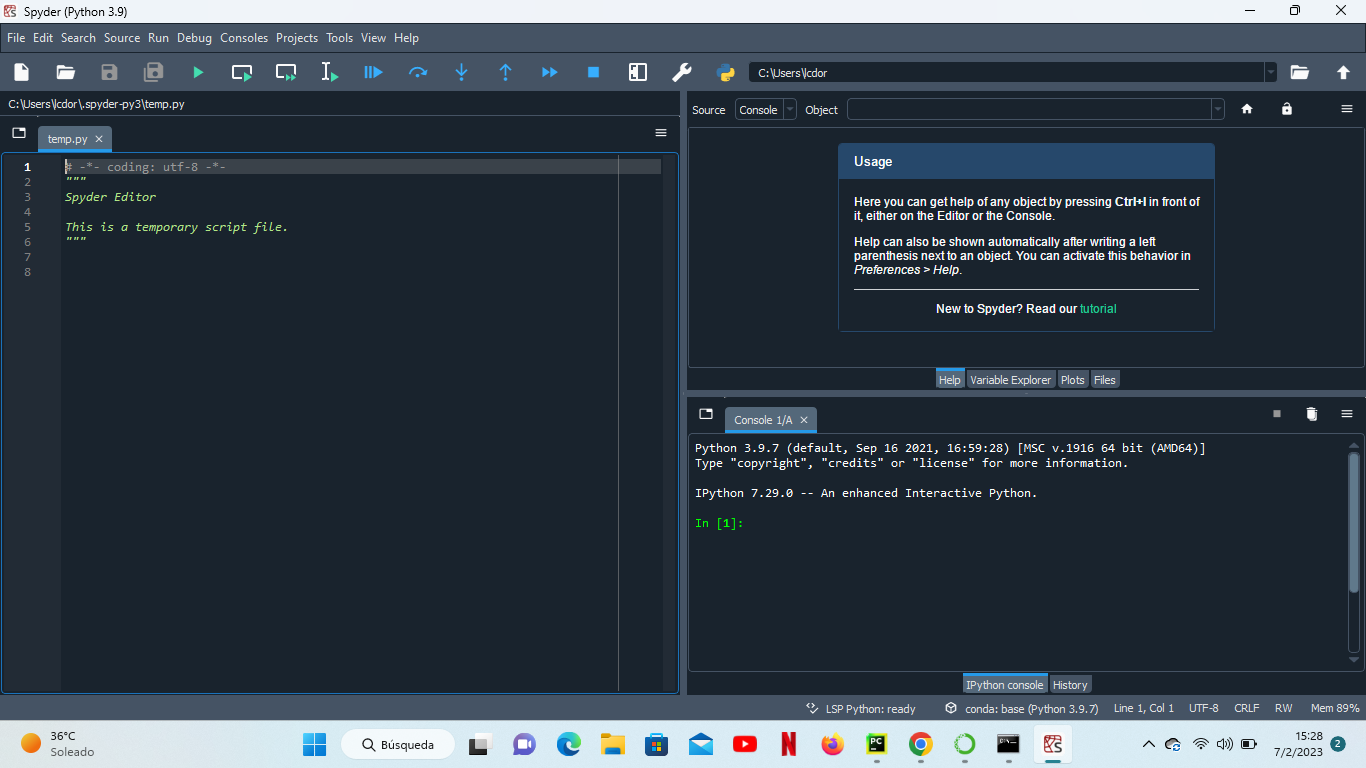 Spyder (Python 3.9)
File Edit Search Source Run Debug Consoles Projects Tools View Help
C:\Users\lcdor
C:\Users\lcdor\.spyder-py3\temp.py
temp.py
1 # -*- coding: utf-8 -*-
2 """
3 Spyder Editor
4
5 This is a temporary script file.
6 """
7
8
Source Console Object
Usage
Here you can get help of any object by pressing Ctrl+I in front of
it, either on the Editor or the Console.
Help can also be shown automatically after writing a left
parenthesis next to an object. You can activate this behavior in
Preferences > Help.
New to Spyder? Read our tutorial
Help Variable Explorer Plots Files
Console 1/A
Python 3.9.7 (default, Sep 16 2021, 16:59:28) [MSC v.1916 64 bit (AMD64)]
Type "copyright", "credits" or "license" for more information.
IPython 7.29.0 -- An enhanced Interactive Python.
In [1]:
IPython console History
LSP Python: ready conda: base (Python 3.9.7) Line 1, Col 1 UTF-8 CRLF RW Mem 89%
36°C
Soleado
Búsqueda
N
PC
15:28
7/2/2023
2